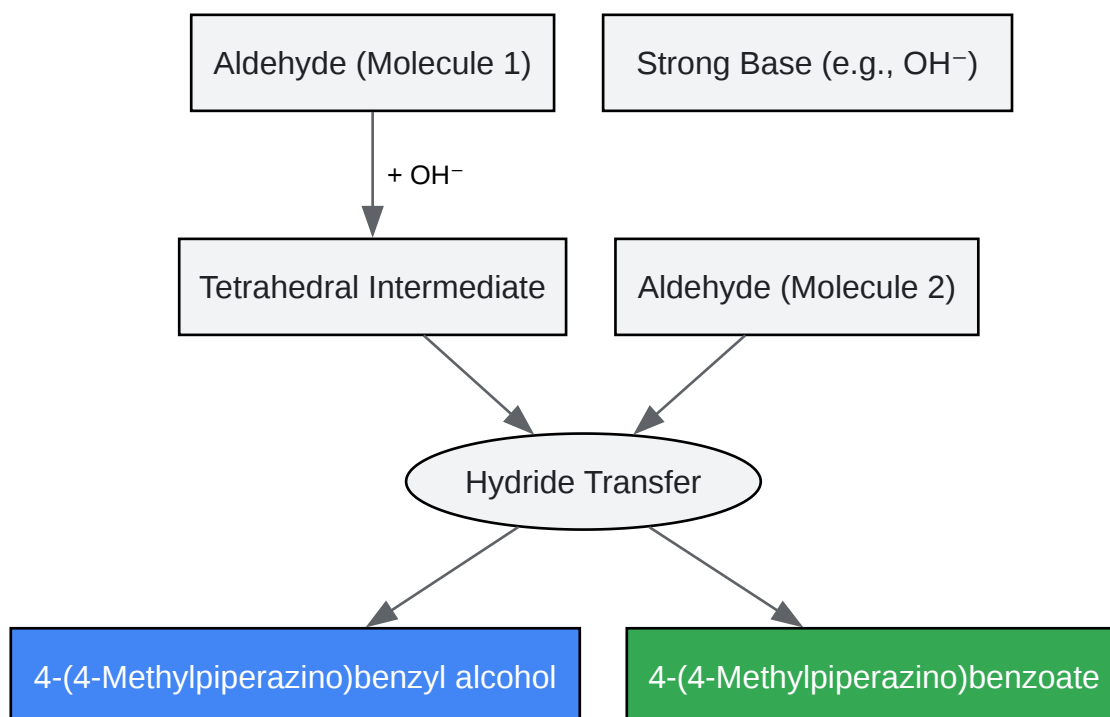 Aldehyde (Molecule 1)
Strong Base (e.g., OH⁻)
+ OH⁻
Tetrahedral Intermediate
Aldehyde (Molecule 2)
Hydride Transfer
4-(4-Methylpiperazino)benzyl alcohol
4-(4-Methylpiperazino)benzoate